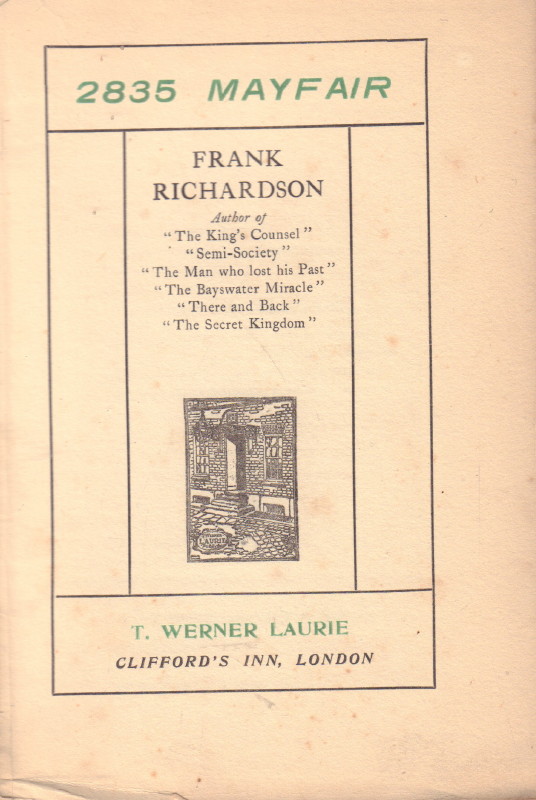 2835 MAYFAIR
FRANK
RICHARDSON
Author of
"The King's Counsel"
"Semi-Society"
"The Man who lost his Past"
"The Bayswater Miracle"
"There and Back"
"The Secret Kingdom"
LAURIE
T. WERNER LAURIE
CLIFFORD'S INN, LONDON